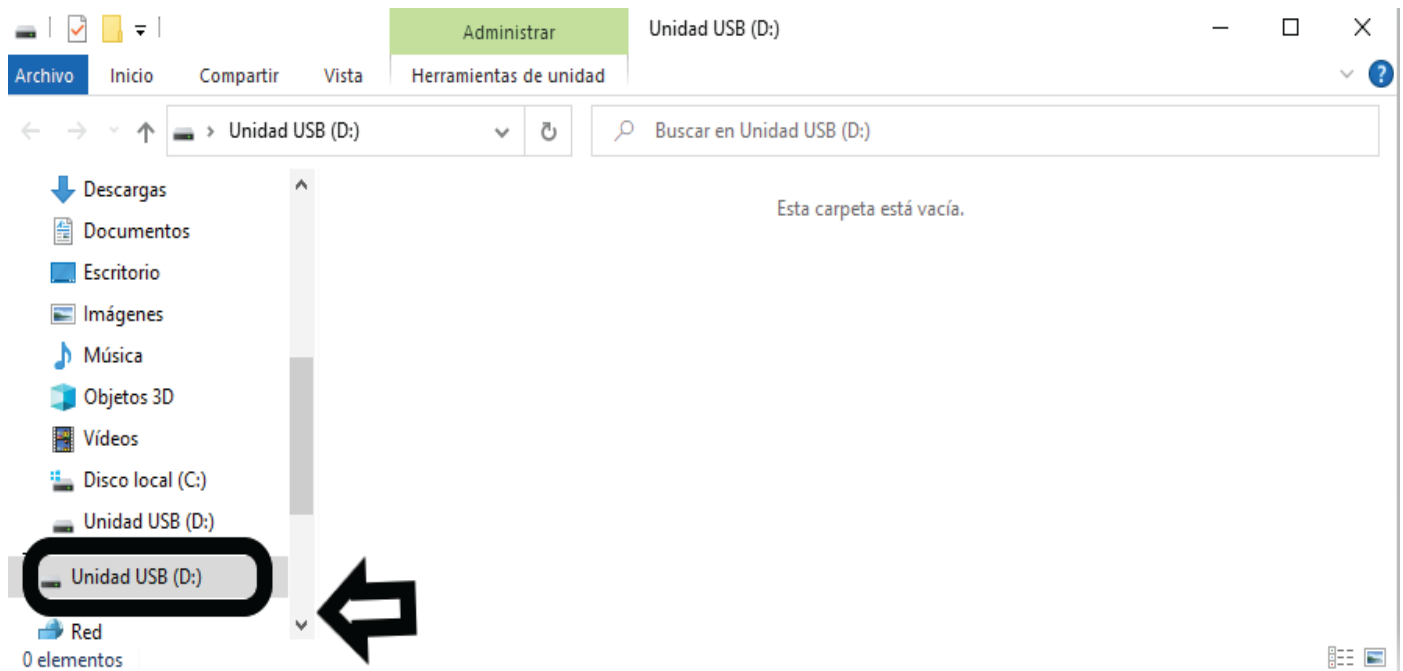 Administrar
Unidad USB (D:)
Archivo Inicio Compartir Vista Herramientas de unidad
Unidad USB (D:)
Buscar en Unidad USB (D:)
Descargas
Esta carpeta está vacía.
Documentos
Escritorio
Imágenes
Música
Objetos 3D
Vídeos
Disco local (C:)
Unidad USB (D:)
Unidad USB (D:)
Red
0 elementos